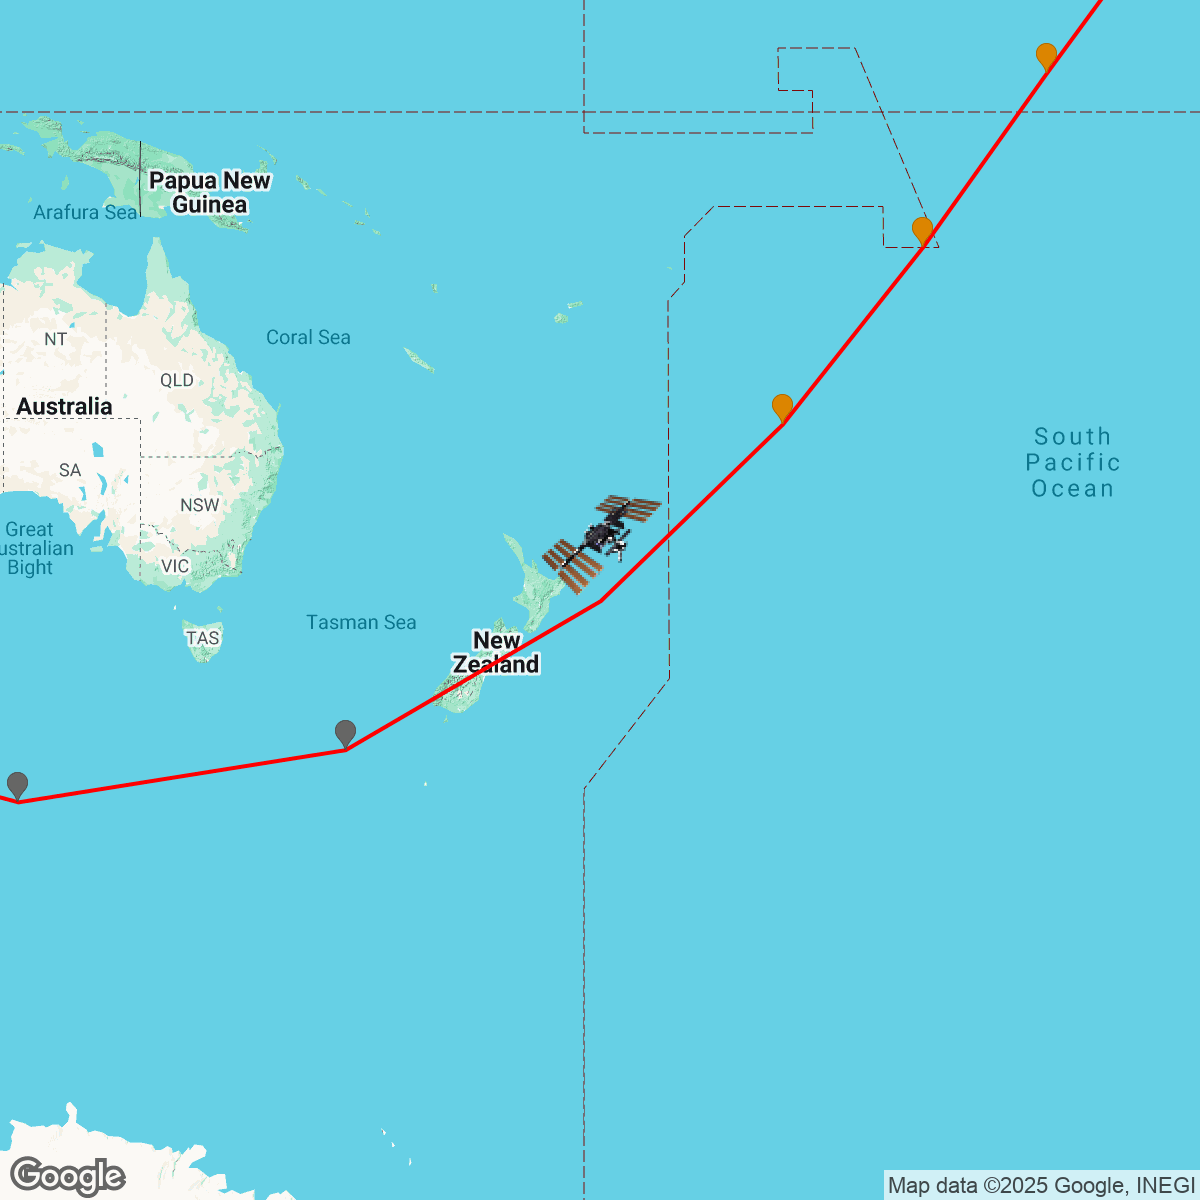 Papua New
Guinea
Arafura Sea
Coral Sea
NT
QLD
Australia
South
Pacific
Ocean
SA
NSW
Great
ustralian
Bight
VIC
Tasman Sea
TAS
New
Zealand
Google
Map data ©2025 Google, INEGI